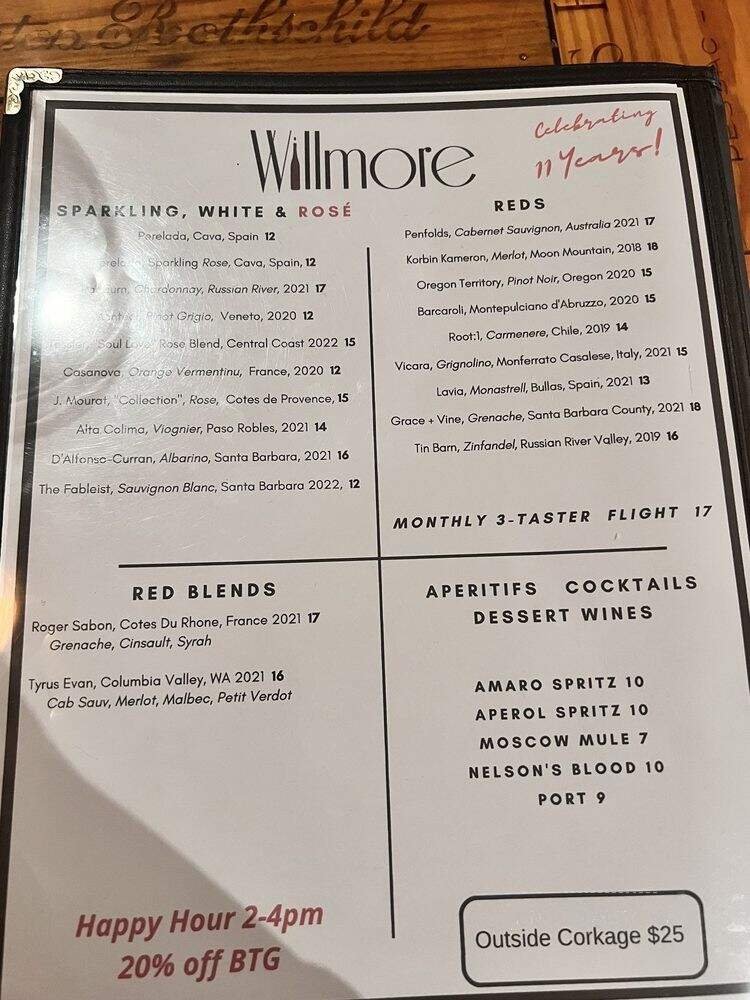 Rothschild
Willmore
Celebrating
11 Years!
SPARKLING, WHITE & ROSÉ
Perelada, Cava, Spain 12
Sparkling Rose, Cava, Spain, 12
Chardonnay, Russian River, 2021 17
Pinot Grigio, Veneto, 2020 12
"Soul Love" Rose Blend, Central Coast 2022 15
Casanova, Orange Vermentinu, France, 2020 12
J. Mourat, "Collection", Rose, Cotes de Provence, 15
Alta Colima, Viognier, Paso Robles, 2021 14
D'Alfonso-Curran, Albarino, Santa Barbara, 2021 16
The Fableist, Sauvignon Blanc, Santa Barbara 2022, 12
REDS
Penfolds, Cabernet Sauvignon, Australia 2021 17
Korbin Kameron, Merlot, Moon Mountain, 2018 18
Oregon Territory, Pinot Noir, Oregon 2020 15
Barcaroli, Montepulciano d'Abruzzo, 2020 15
Root:1, Carmenere, Chile, 2019 14
Vicara, Grignolino, Monferrato Casalese, Italy, 2021 15
Lavia, Monastrell, Bullas, Spain, 2021 13
Grace + Vine, Grenache, Santa Barbara County, 2021 18
Tin Barn, Zinfandel, Russian River Valley, 2019 16
MONTHLY 3-TASTER FLIGHT 17
RED BLENDS
Roger Sabon, Cotes Du Rhone, France 2021 17
Grenache, Cinsault, Syrah
Tyrus Evan, Columbia Valley, WA 2021 16
Cab Sauv, Merlot, Malbec, Petit Verdot
APERITIFS COCKTAILS
DESSERT WINES
AMARO SPRITZ 10
APEROL SPRITZ 10
MOSCOW MULE 7
NELSON'S BLOOD 10
PORT 9
Happy Hour 2-4pm
20% off BTG
Outside Corkage $25